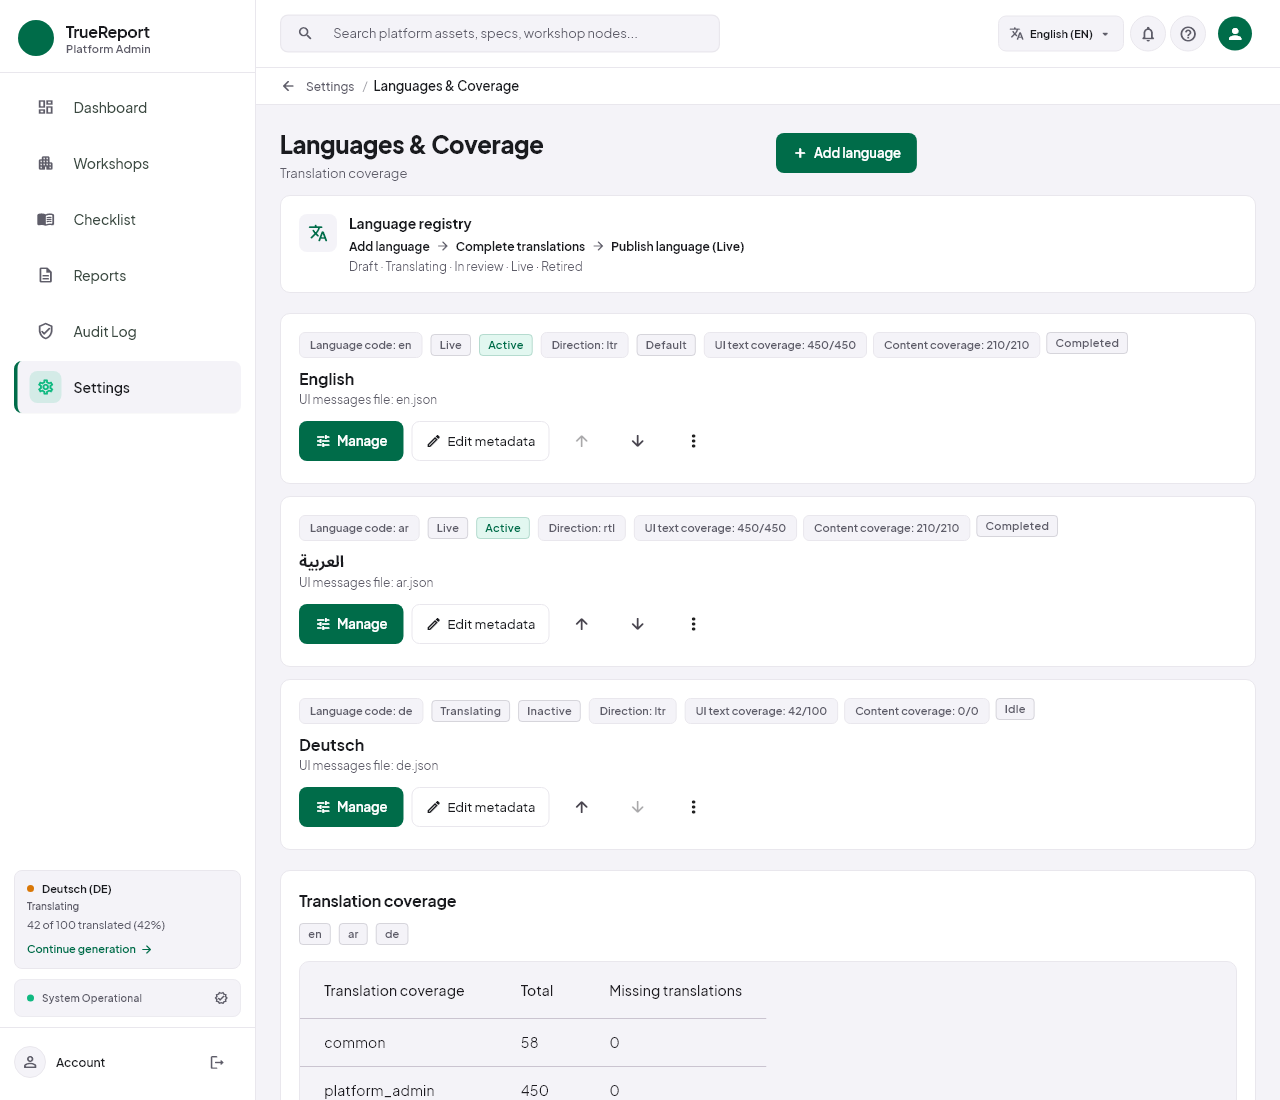 TrueReport
Platform Admin
Dashboard
Workshops
Checklist
Reports
Audit Log
Settings
Deutsch (DE)
Translating
42 of 100 translated (42%)
Continue generation →
System Operational
Account
Search platform assets, specs, workshop nodes...
English (EN)
Settings / Languages & Coverage
Languages & Coverage
Translation coverage
+ Add language
Language registry
Add language → Complete translations → Publish language (Live)
Draft · Translating · In review · Live · Retired
Language code: en Live Active Direction: ltr Default UI text coverage: 450/450 Content coverage: 210/210 Completed
English
UI messages file: en.json
Manage Edit metadata
Language code: ar Live Active Direction: rtl UI text coverage: 450/450 Content coverage: 210/210 Completed
العربية
UI messages file: ar.json
Manage Edit metadata
Language code: de Translating Inactive Direction: ltr UI text coverage: 42/100 Content coverage: 0/0 Idle
Deutsch
UI messages file: de.json
Manage Edit metadata
Translation coverage
en ar de
Translation coverage Total Missing translations
common 58 0
platform_admin 450 0